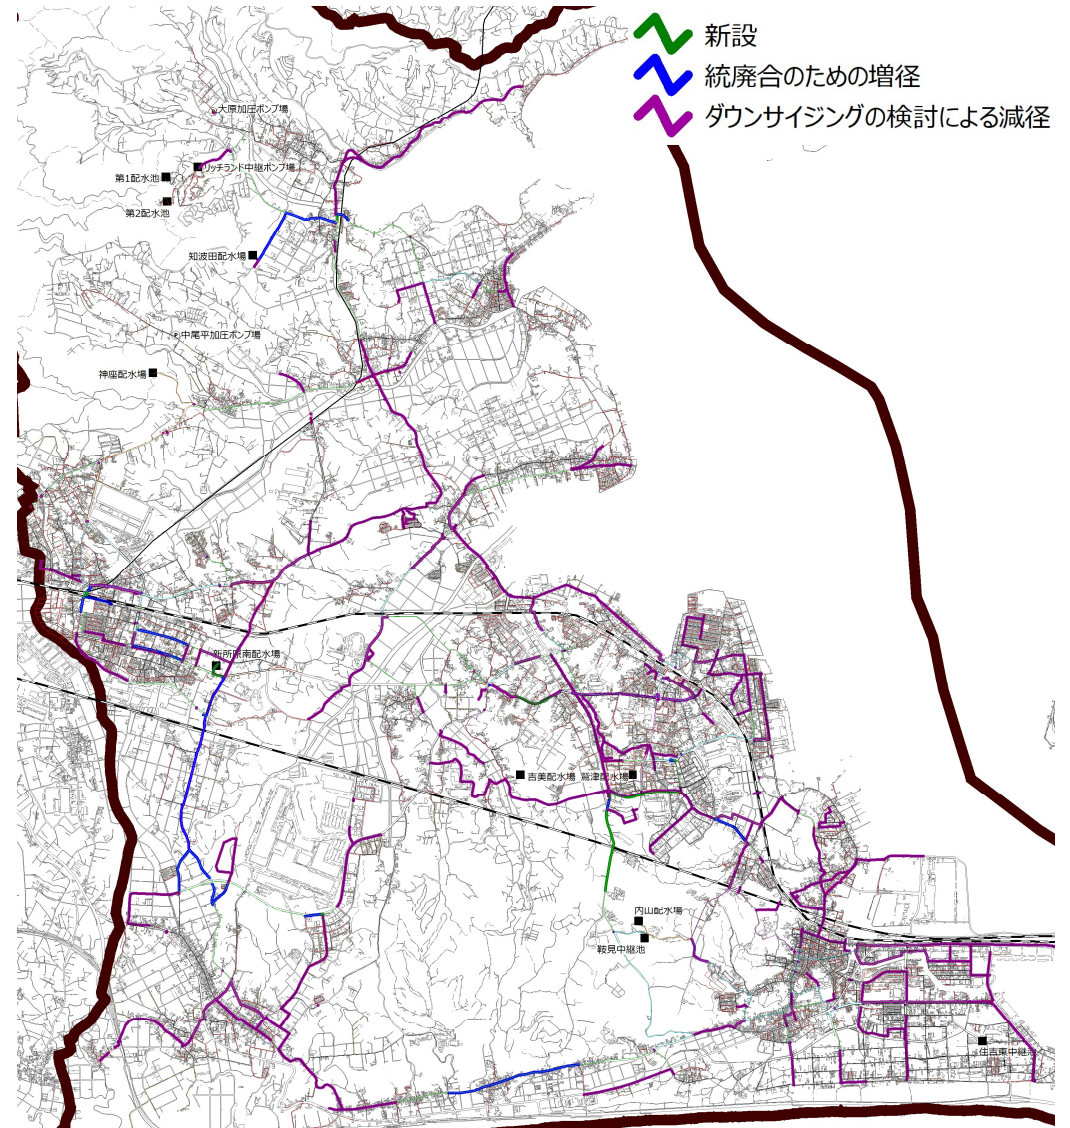 新設
統廃合のための増径
ダウンサイジングの検討による減径
大原加圧ポンプ場
リッチランド中継ポンプ場
第1配水池
第2配水池
知波田配水場
中尾平加圧ポンプ場
神座配水場
新所原南配水場
吉美配水場
鷲津配水場
内山配水場
鞍見中継池
住吉東中継池